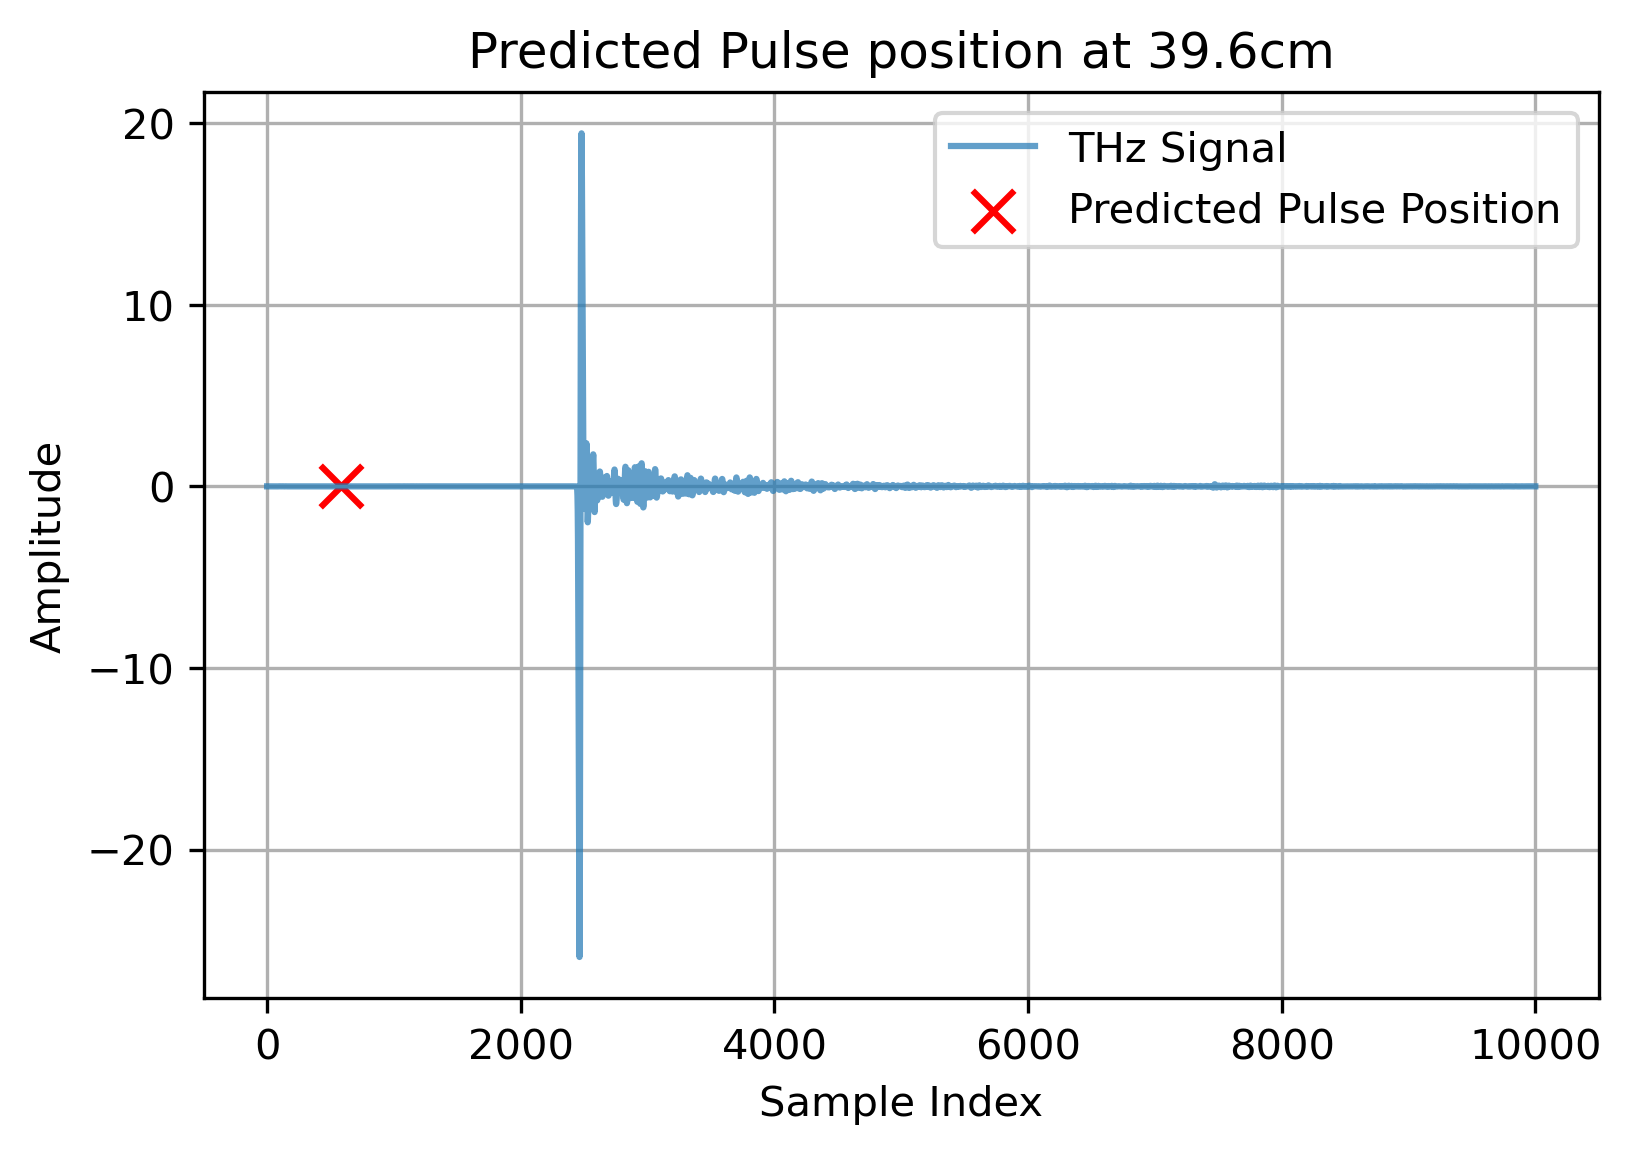 Predicted Pulse position at 39.6cm
THz Signal
Predicted Pulse Position
20
10
0
−10
−20
Amplitude
0 2000 4000 6000 8000 10000
Sample Index